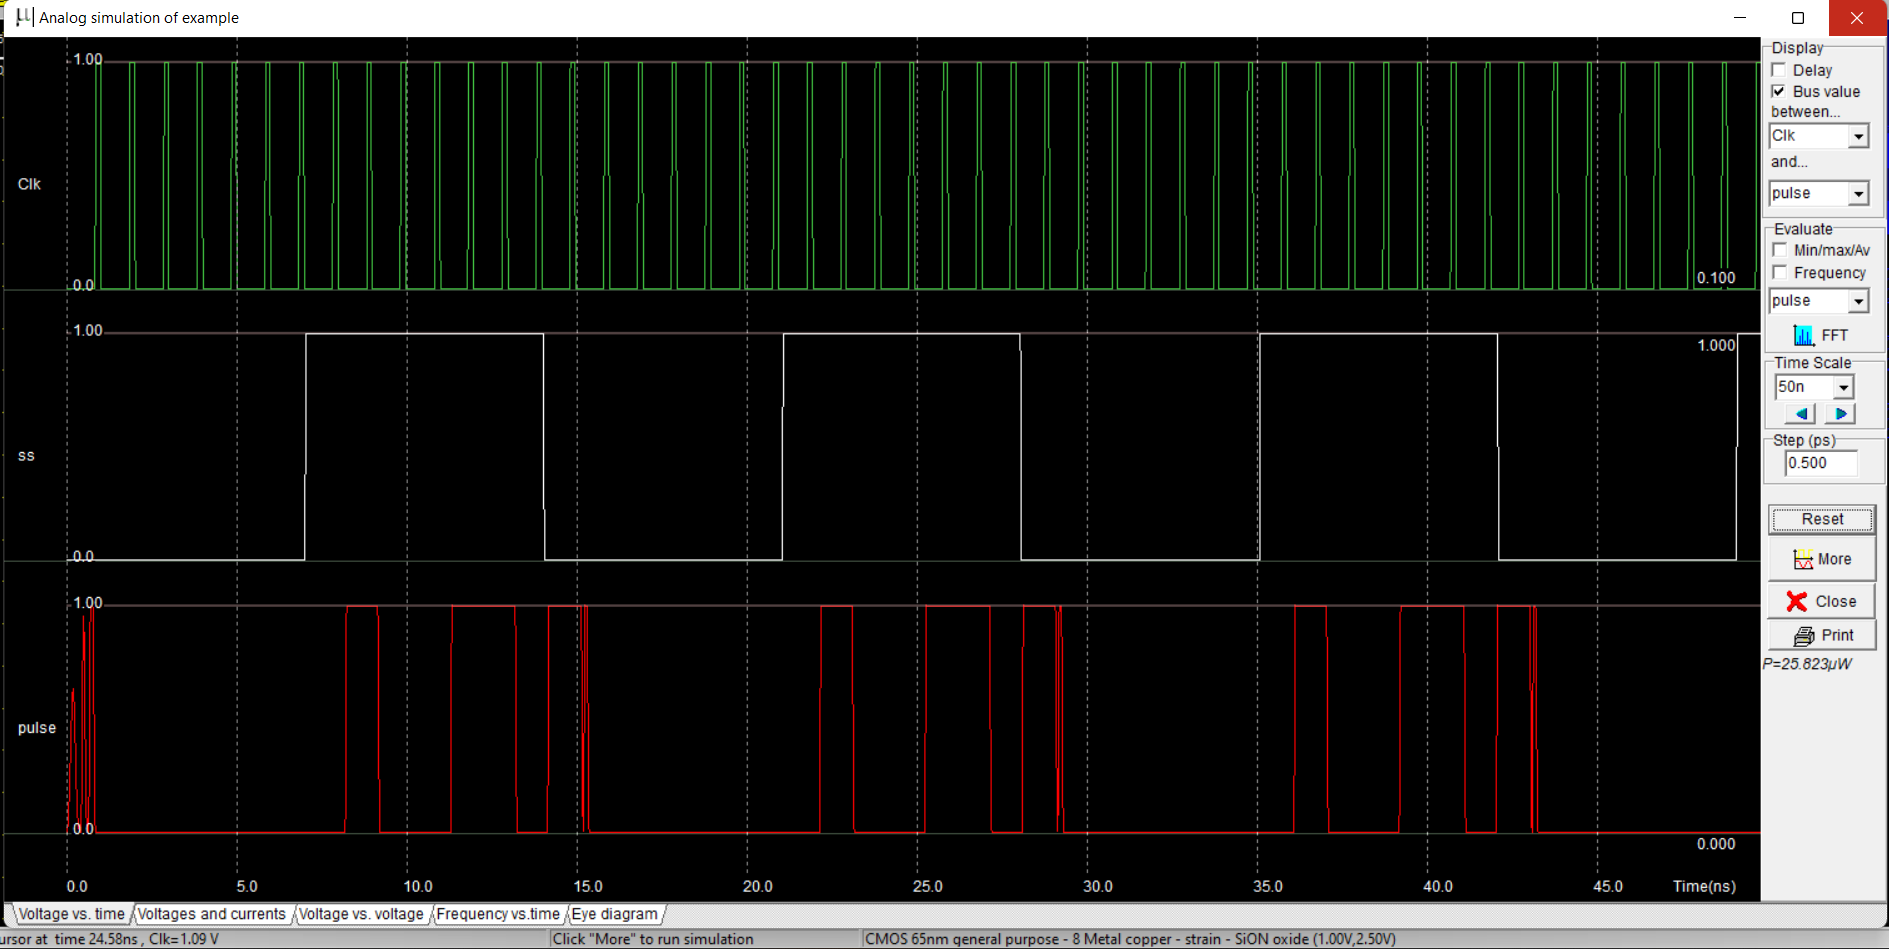 Analog simulation of example
1.00
Clk
0.0
0.100
1.00
1.000
ss
0.0
1.00
pulse
0.0
0.000
0.0 5.0 10.0 15.0 20.0 25.0 30.0 35.0 40.0 45.0 Time(ns)
Display
Delay
Bus value
between...
Clk
and...
pulse
Evaluate
Min/max/Av
Frequency
pulse
FFT
Time Scale
50n
Step (ps)
0.500
Reset
More
Close
Print
P=25.823µW
Voltage vs. time Voltages and currents Voltage vs. voltage Frequency vs.time Eye diagram
ursor at time 24.58ns , Clk=1.09 V Click "More" to run simulation CMOS 65nm general purpose - 8 Metal copper - strain - SiON oxide (1.00V,2.50V)